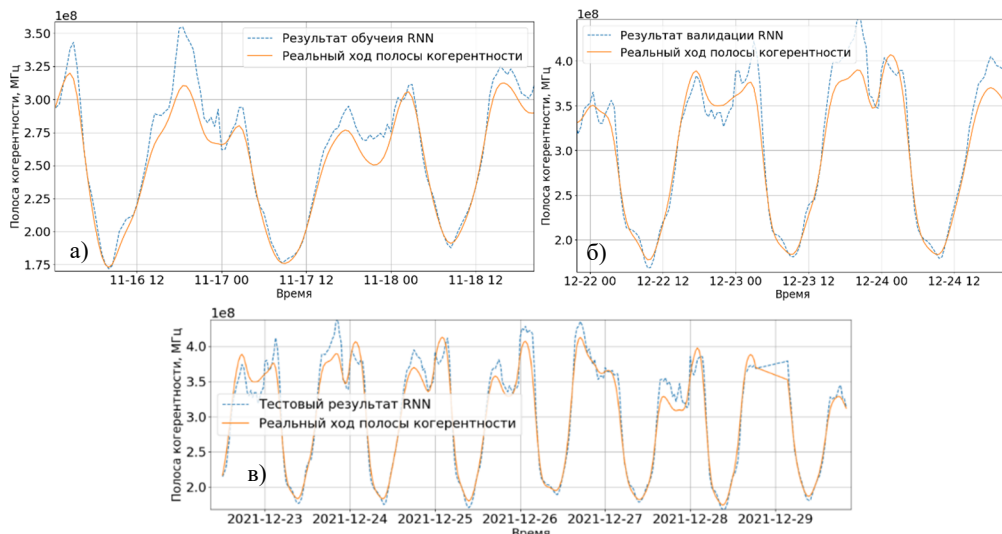 1e8
Полоса когерентности, МГц
3.50
3.25
3.00
2.75
2.50
2.25
2.00
1.75
Результат обучеия RNN
Реальный ход полосы когерентности
а)
11-16 12
11-17 00
11-17 12
11-18 00
11-18 12
Время
1e8
Полоса когерентности, МГц
4.0
3.5
3.0
2.5
2.0
Результат валидации RNN
Реальный ход полосы когерентности
б)
12-22 00
12-22 12
12-23 00
12-23 12
12-24 00
12-24 12
Время
1e8
Полоса когерентности, МГц
4.0
3.5
3.0
2.5
2.0
Тестовый результат RNN
Реальный ход полосы когерентности
в)
2021-12-23
2021-12-24
2021-12-25
2021-12-26
2021-12-27
2021-12-28
2021-12-29
Время